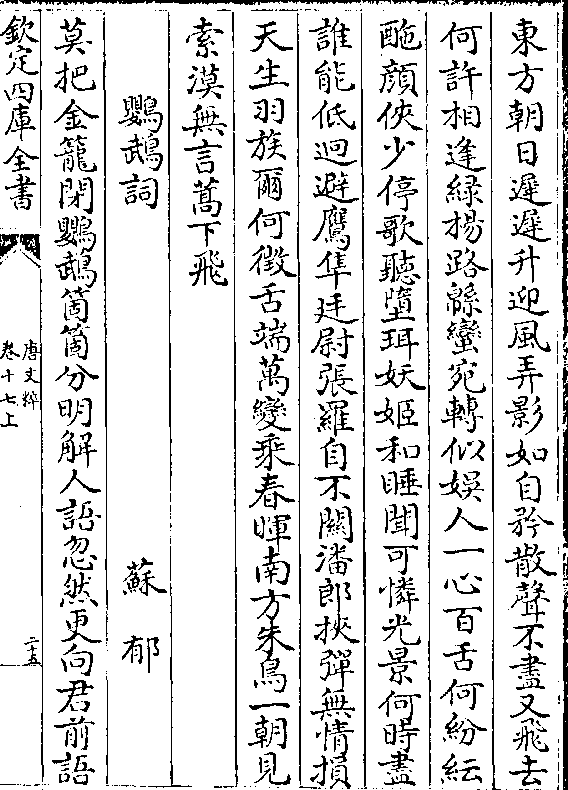 東方朝日遲遲升迎風弄影如自矜散聲不盡又飛去
何許相逢緑楊路緜蠻宛轉似娱人一心百舌何紛紜
酏顔俠少停歌聽墮珥妖姬和睡聞可憐光景何時盡
誰能低迴避鷹隼廷尉張羅自不關潘郎挾彈無情損
天生羽族爾何㣲舌端萬變乘春暉南方朱鳥一朝見
索漠無言蒿下飛
鸚鵡詞
蘇郁
莫把金籠閉鸚鵡箇箇分明解人語忽然更向君前語
欽定四庫全書
唐文粹
卷十七上
二十五